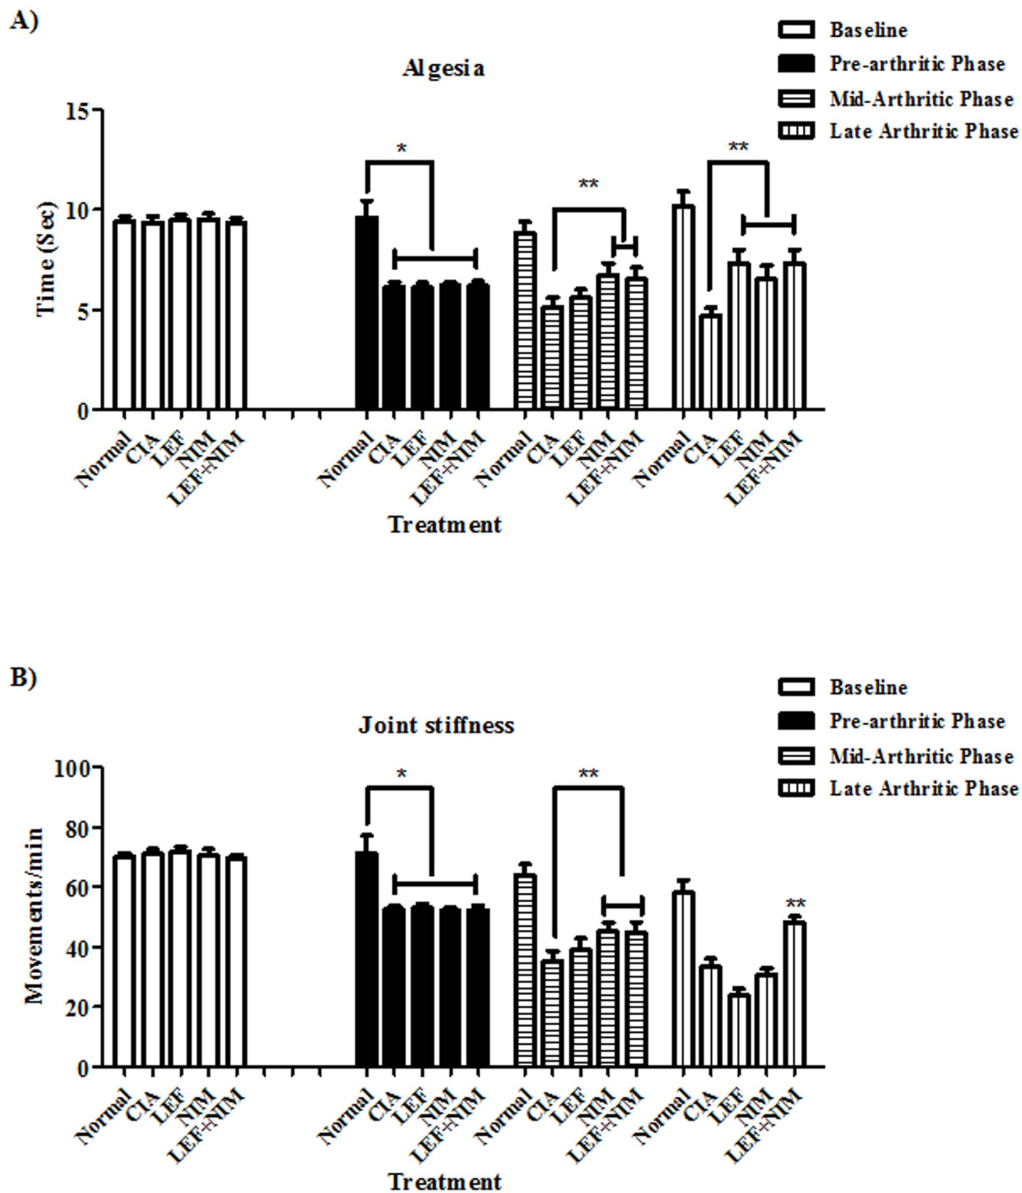 A)
Algesia
Baseline
Pre-arthritic Phase
Mid-Arthritic Phase
Late Arthritic Phase
15
10
5
0
Time (Sec)
*
**
**
Normal
CIA
LEF
NIM
LEF+NIM
Normal
CIA
LEF
NIM
LEF+NIM
Normal
CIA
LEF
NIM
LEF+NIM
Normal
CIA
LEF
NIM
LEF+NIM
Treatment
B)
Joint stiffness
Baseline
Pre-arthritic Phase
Mid-Arthritic Phase
Late Arthritic Phase
100
80
60
40
20
0
Movements/min
*
**
**
Normal
CIA
LEF
NIM
LEF+NIM
Normal
CIA
LEF
NIM
LEF+NIM
Normal
CIA
LEF
NIM
LEF+NIM
Normal
CIA
LEF
NIM
LEF+NIM
Treatment